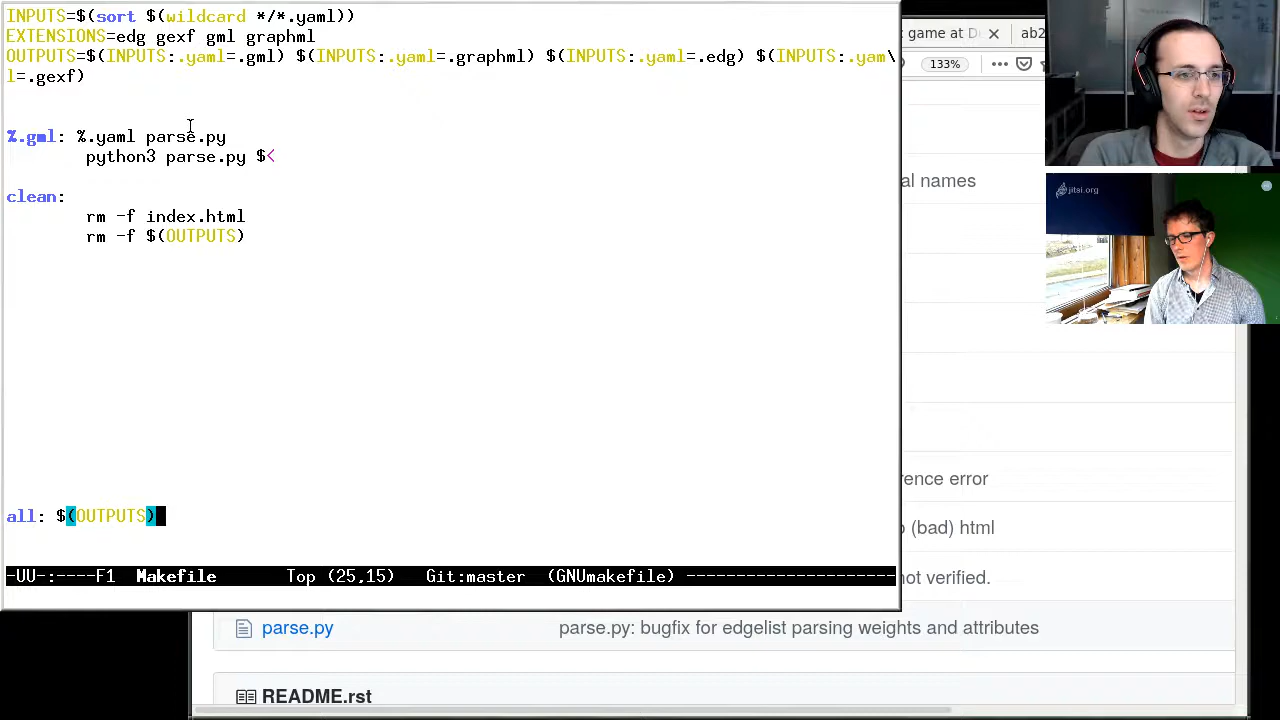 INPUTS=$(sort $(wildcard */*.yaml))
EXTENSIONS=edg gexf gml graphml
OUTPUTS=$(INPUTS:.yaml=.gml) $(INPUTS:.yaml=.graphml) $(INPUTS:.yaml=.edg) $(INPUTS:.yam\
l=.gexf)
%.gml: %.yaml parse.py
python3 parse.py $<
clean:
rm -f index.html
rm -f $(OUTPUTS)
all: $(OUTPUTS)
-UU-:----F1 Makefile Top (25,15) Git:master (GNUmakefile) ---------------------
: game at D
ab2
133%
al names
ence error
(bad) html
not verified.
parse.py parse.py: bugfix for edgelist parsing weights and attributes
README.rst
jitsi.org